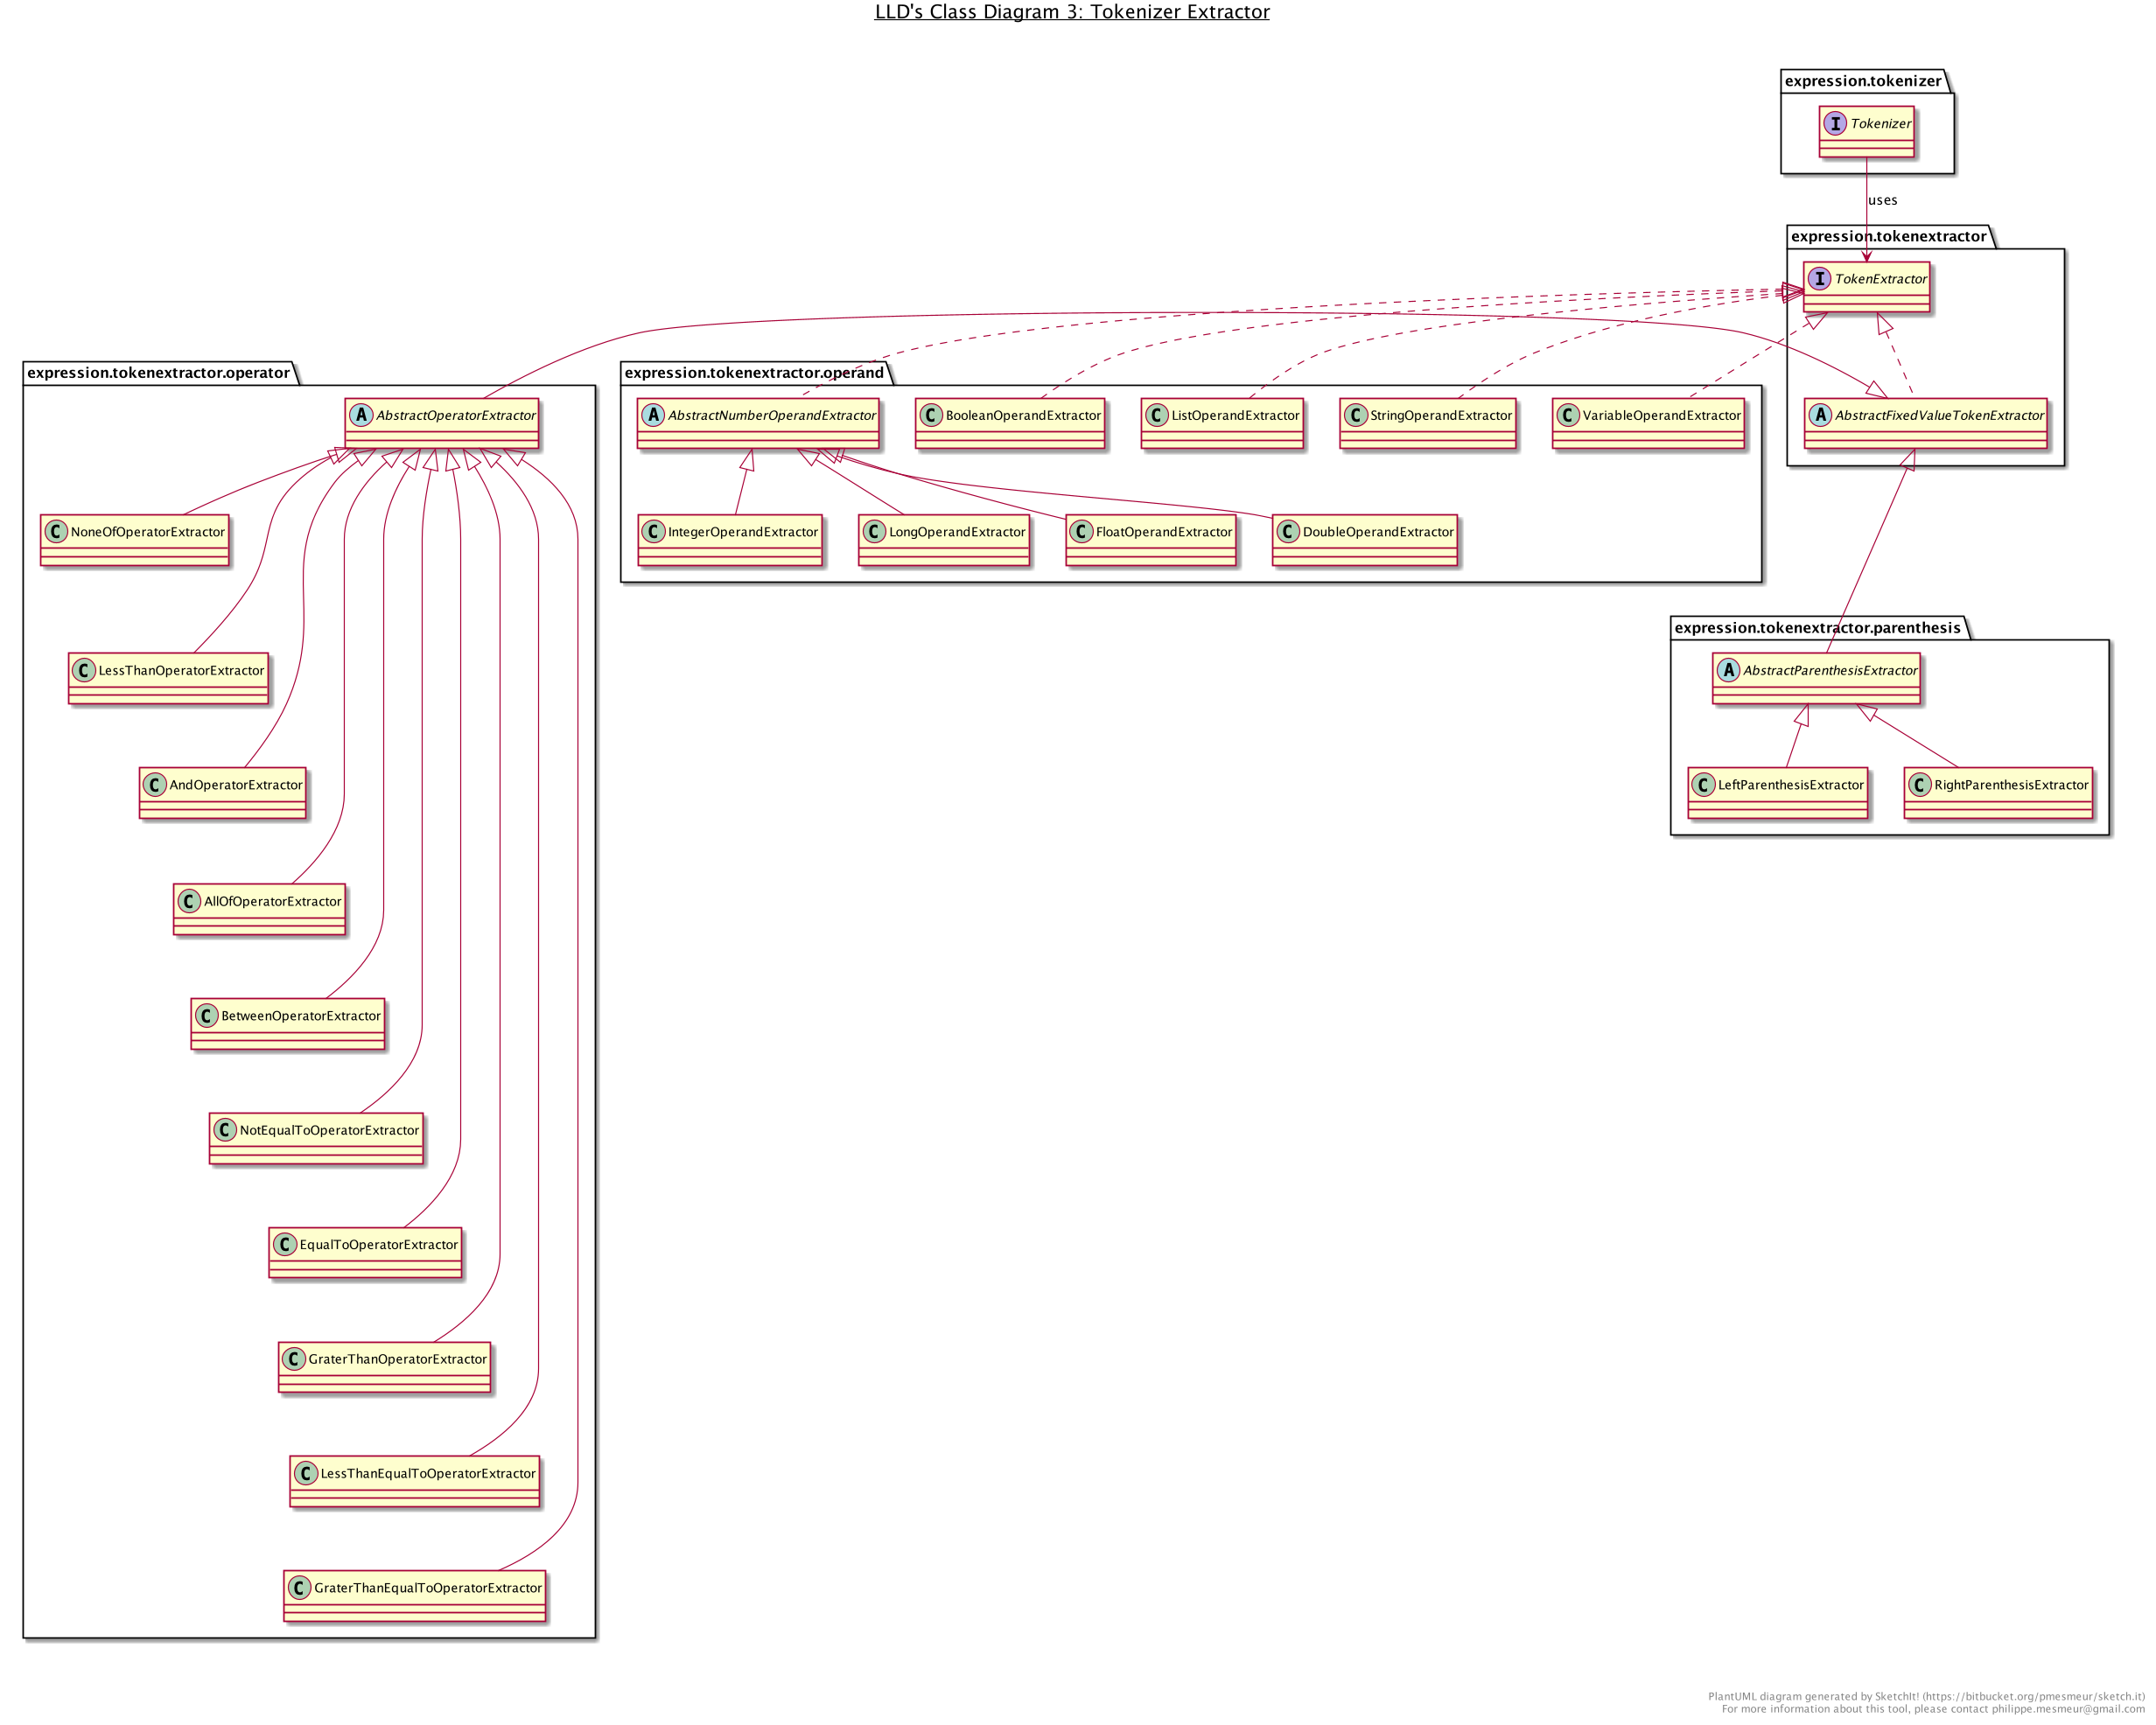 LLD's Class Diagram 3: Tokenizer Extractor
expression.tokenizer
I Tokenizer
uses
expression.tokenextractor
I TokenExtractor
A AbstractFixedValueTokenExtractor
expression.tokenextractor.operator
A AbstractOperatorExtractor
C NoneOfOperatorExtractor
C LessThanOperatorExtractor
C AndOperatorExtractor
C AllOfOperatorExtractor
C BetweenOperatorExtractor
C NotEqualToOperatorExtractor
C EqualToOperatorExtractor
C GraterThanOperatorExtractor
C LessThanEqualToOperatorExtractor
C GraterThanEqualToOperatorExtractor
expression.tokenextractor.operand
A AbstractNumberOperandExtractor
C BooleanOperandExtractor
C ListOperandExtractor
C StringOperandExtractor
C VariableOperandExtractor
C IntegerOperandExtractor
C LongOperandExtractor
C FloatOperandExtractor
C DoubleOperandExtractor
expression.tokenextractor.parenthesis
A AbstractParenthesisExtractor
C LeftParenthesisExtractor
C RightParenthesisExtractor
PlantUML diagram generated by SketchIt! (https://bitbucket.org/pmesmeur/sketch.it)
For more information about this tool, please contact philippe.mesmeur@gmail.com